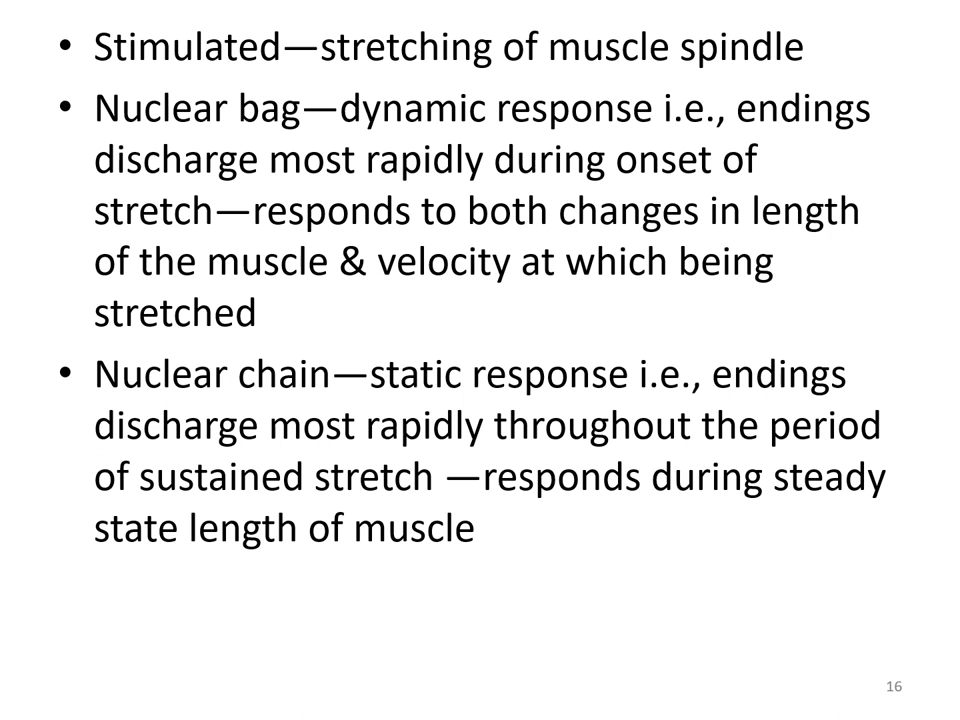 • Stimulated—stretching of muscle spindle
• Nuclear bag—dynamic response i.e., endings
discharge most rapidly during onset of
stretch—responds to both changes in length
of the muscle & velocity at which being
stretched
• Nuclear chain—static response i.e., endings
discharge most rapidly throughout the period
of sustained stretch —responds during steady
state length of muscle
16